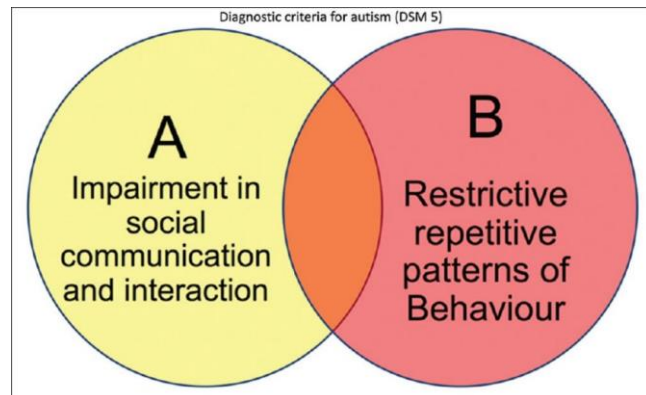 Diagnostic criteria for autism (DSM 5)
A
Impairment in
social
communication
and interaction
B
Restrictive
repetitive
patterns of
Behaviour